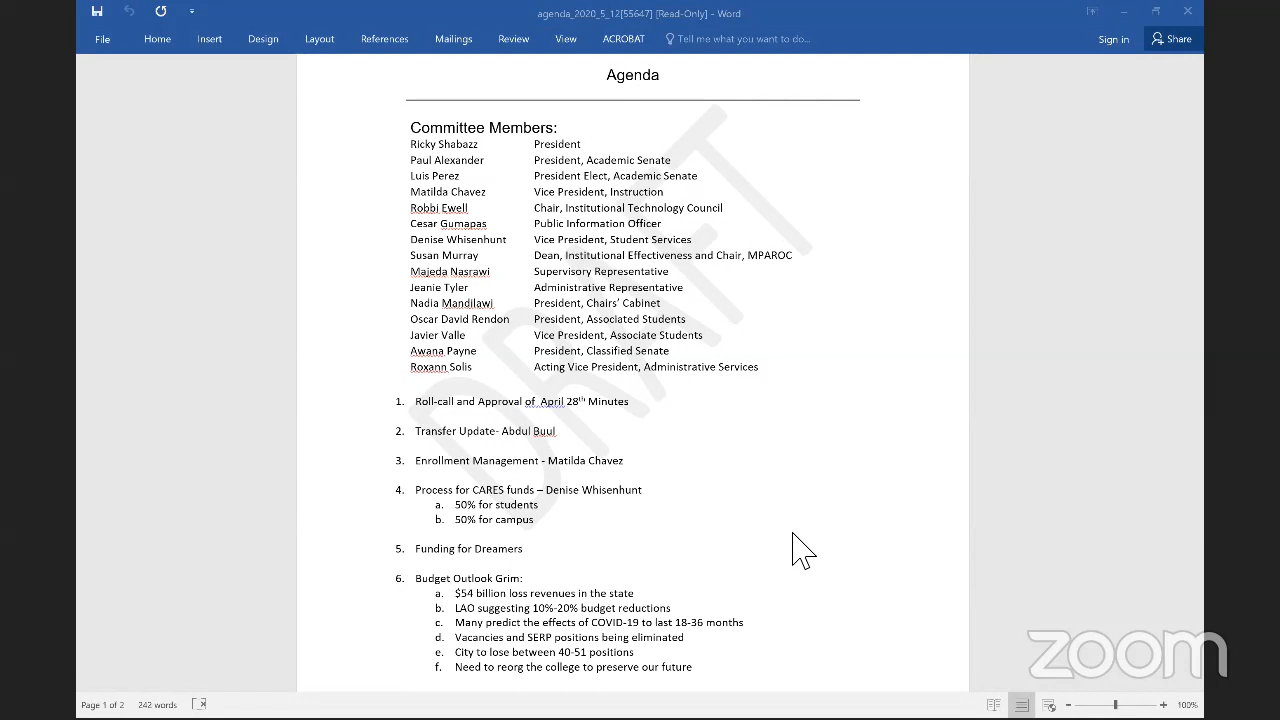 agenda_2020_5_12[55647] [Read-Only] - Word
File Home Insert Design Layout References Mailings Review View ACROBAT Tell me what you want to do... Sign in Share
Agenda
Committee Members:
Ricky Shabazz President
Paul Alexander President, Academic Senate
Luis Perez President Elect, Academic Senate
Matilda Chavez Vice President, Instruction
Robbi Ewell Chair, Institutional Technology Council
Cesar Gumapas Public Information Officer
Denise Whisenhunt Vice President, Student Services
Susan Murray Dean, Institutional Effectiveness and Chair, MPAROC
Majeda Nasrawi Supervisory Representative
Jeanie Tyler Administrative Representative
Nadia Mandilawi President, Chairs’ Cabinet
Oscar David Rendon President, Associated Students
Javier Valle Vice President, Associate Students
Awana Payne President, Classified Senate
Roxann Solis Acting Vice President, Administrative Services
DRAFT
1. Roll-call and Approval of April 28th Minutes
2. Transfer Update- Abdul Buul
3. Enrollment Management - Matilda Chavez
4. Process for CARES funds – Denise Whisenhunt
a. 50% for students
b. 50% for campus
5. Funding for Dreamers
6. Budget Outlook Grim:
a. $54 billion loss revenues in the state
b. LAO suggesting 10%-20% budget reductions
c. Many predict the effects of COVID-19 to last 18-36 months
d. Vacancies and SERP positions being eliminated
e. City to lose between 40-51 positions
f. Need to reorg the college to preserve our future
zoom
Page 1 of 2 242 words 100%